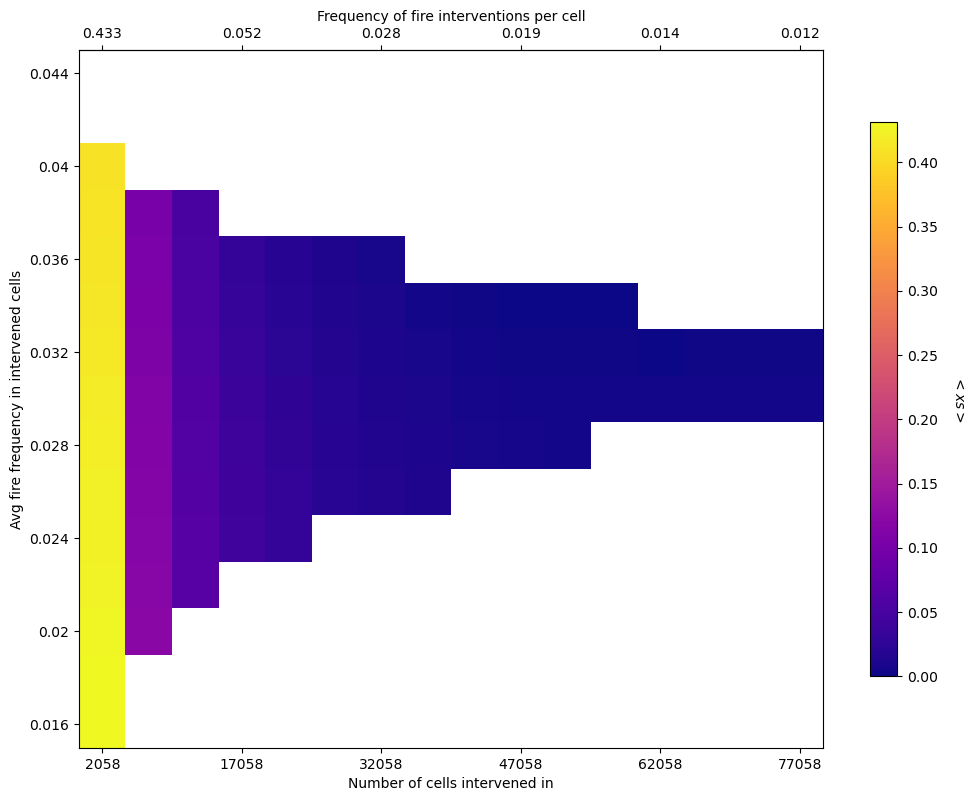 Frequency of fire interventions per cell
0.433 0.052 0.028 0.019 0.014 0.012
0.044
0.04
0.036
0.032
0.028
0.024
0.02
0.016
Avg fire frequency in intervened cells
2058 17058 32058 47058 62058 77058
Number of cells intervened in
0.40
0.35
0.30
0.25
0.20
0.15
0.10
0.05
0.00
< sx >